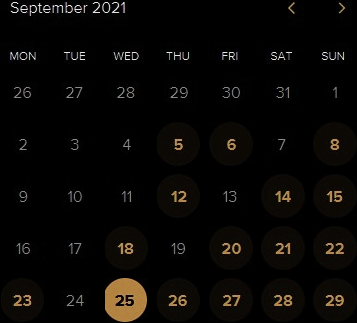 September 2021
MON TUE WED THU FRI SAT SUN
26 27 28 29 30 31 1
2 3 4 5 6 7 8
9 10 11 12 13 14 15
16 17 18 19 20 21 22
23 24 25 26 27 28 29